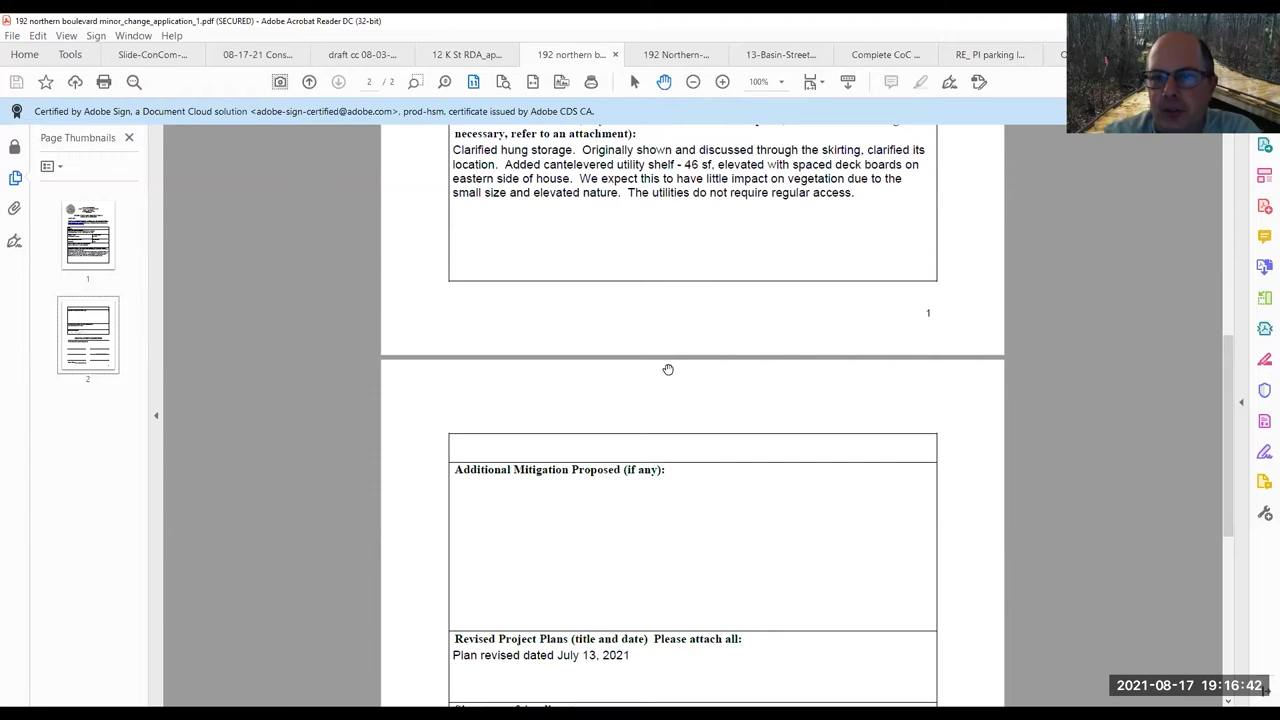 192 northern boulevard minor_change_application_1.pdf (SECURED) - Adobe Acrobat Reader DC (32-bit)
File Edit View Sign Window Help
Home Tools Slide-ConCom-... 08-17-21 Cons... draft cc 08-03-... 12 K St RDA_ap... 192 northern b... × 192 Northern-... 13-Basin-Street... Complete CoC ... RE_ PI parking l...
2 / 2 100%
Certified by Adobe Sign, a Document Cloud solution <adobe-sign-certified@adobe.com>, prod-hsm, certificate issued by Adobe CDS CA.
Page Thumbnails
1
2
necessary, refer to an attachment):
Clarified hung storage. Originally shown and discussed through the skirting, clarified its
location. Added cantelevered utility shelf - 46 sf, elevated with spaced deck boards on
eastern side of house. We expect this to have little impact on vegetation due to the
small size and elevated nature. The utilities do not require regular access.
1
Additional Mitigation Proposed (if any):
Revised Project Plans (title and date) Please attach all:
Plan revised dated July 13, 2021
2021-08-17 19:16:42